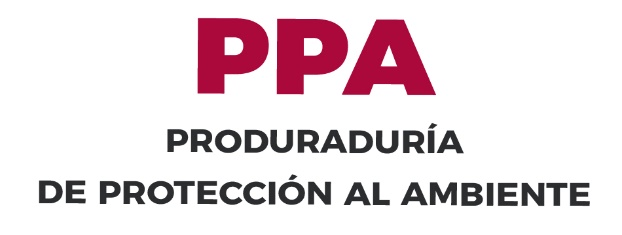 PPA
PRODURADURÍA
DE PROTECCIÓN AL AMBIENTE